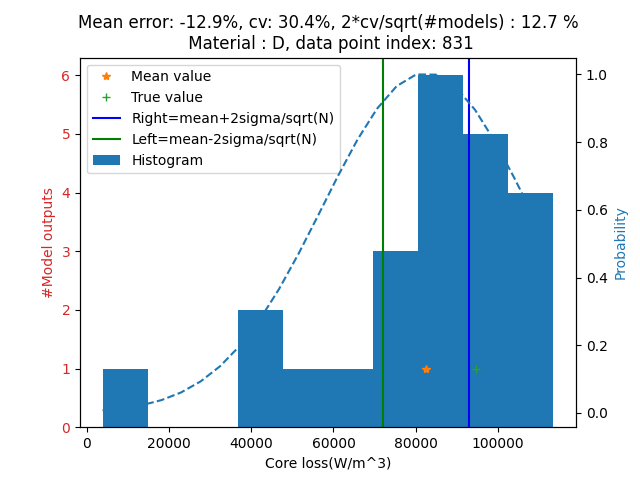 Mean error: -12.9%, cv: 30.4%, 2*cv/sqrt(#models) : 12.7 %
Material : D, data point index: 831
Mean value
True value
Right=mean+2sigma/sqrt(N)
Left=mean-2sigma/sqrt(N)
Histogram
#Model outputs
6
5
4
3
2
1
0
1.0
0.8
0.6
0.4
0.2
0.0
Probability
0
20000
40000
60000
80000
100000
Core loss(W/m^3)